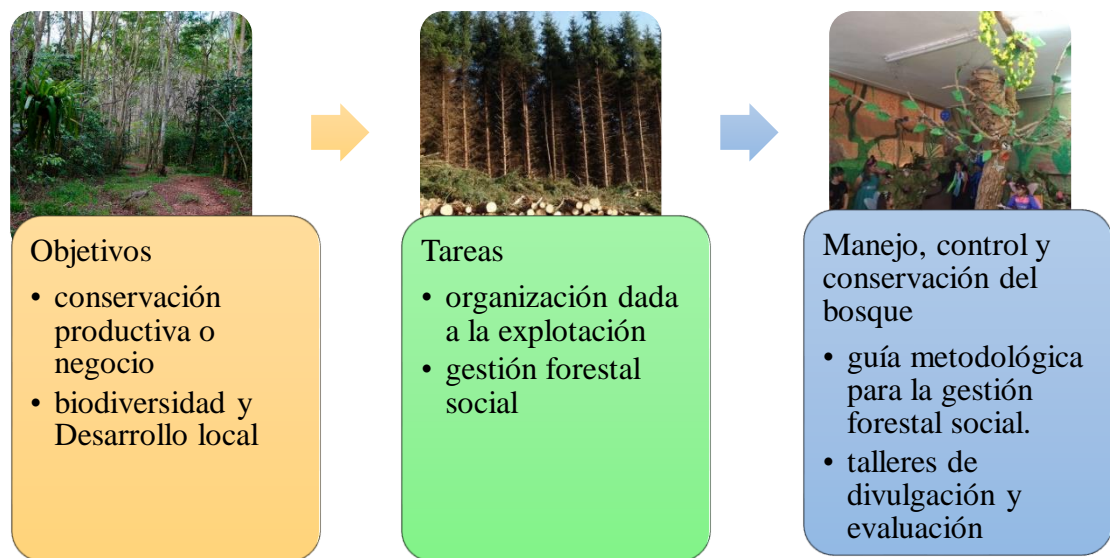 Objetivos
• conservación
productiva o
negocio
• biodiversidad y
Desarrollo local
Tareas
• organización dada
a la explotación
• gestión forestal
social
Manejo, control y
conservación del
bosque
• guía metodológica
para la gestión
forestal social.
• talleres de
divulgación y
evaluación